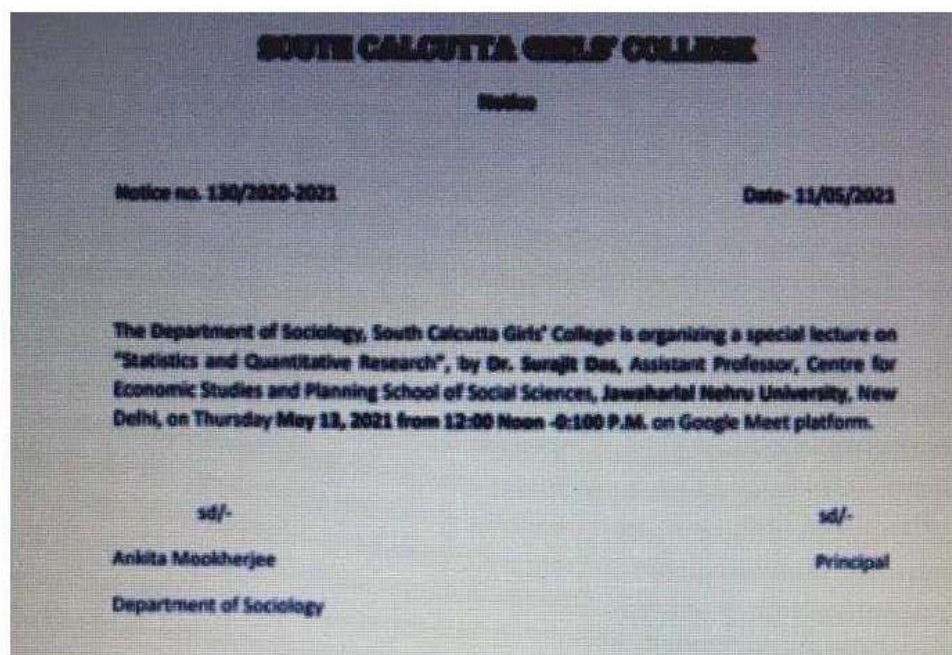 SOUTH CALCUTTA GIRLS' COLLEGE
Notice
Notice no. 130/2020-2021 Date- 11/05/2021
The Department of Sociology, South Calcutta Girls' College is organizing a special lecture on
"Statistics and Quantitative Research", by Dr. Surajit Das, Assistant Professor, Centre for
Economic Studies and Planning School of Social Sciences, Jawaharlal Nehru University, New
Delhi, on Thursday May 13, 2021 from 12:00 Noon -0:100 P.M. on Google Meet platform.
sd/- sd/-
Ankita Mookherjee Principal
Department of Sociology